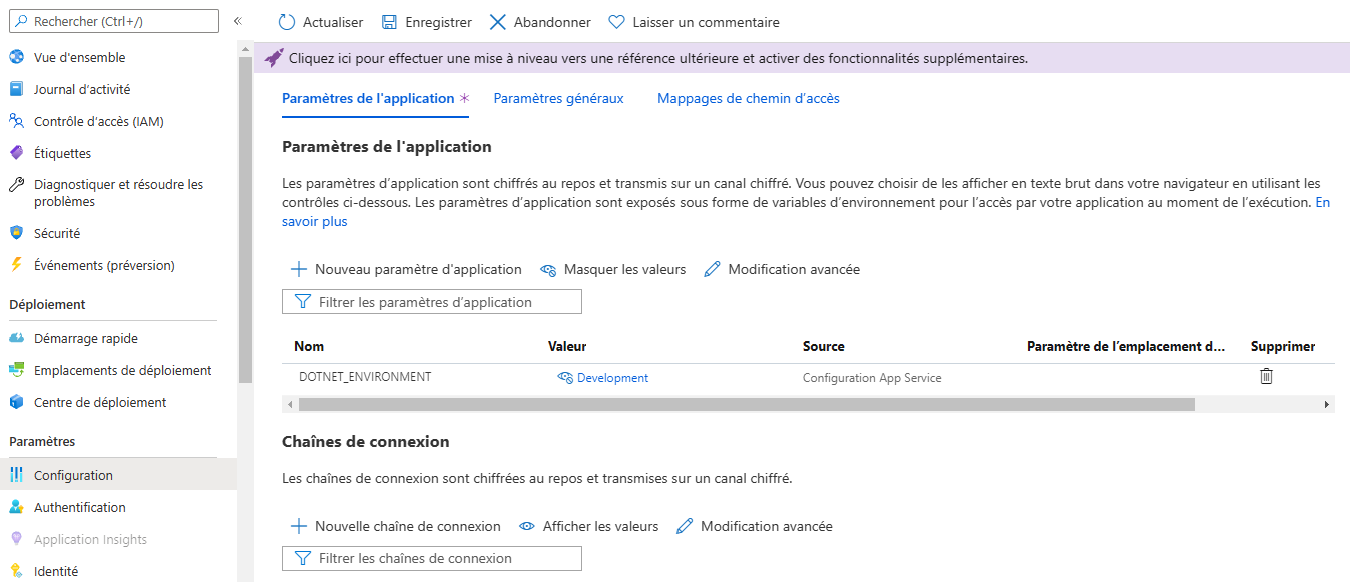 Rechercher (Ctrl+/)
«
Actualiser
Enregistrer
Abandonner
Laisser un commentaire
Cliquez ici pour effectuer une mise à niveau vers une référence ultérieure et activer des fonctionnalités supplémentaires.
Vue d'ensemble
Journal d’activité
Contrôle d’accès (IAM)
Étiquettes
Diagnostiquer et résoudre les
problèmes
Sécurité
Événements (préversion)
Déploiement
Démarrage rapide
Emplacements de déploiement
Centre de déploiement
Paramètres
Configuration
Authentification
Application Insights
Identité
Paramètres de l'application *
Paramètres généraux
Mappages de chemin d’accès
Paramètres de l'application
Les paramètres d’application sont chiffrés au repos et transmis sur un canal chiffré. Vous pouvez choisir de les afficher en texte brut dans votre navigateur en utilisant les
contrôles ci-dessous. Les paramètres d’application sont exposés sous forme de variables d’environnement pour l’accès par votre application au moment de l’exécution. En
savoir plus
Nouveau paramètre d'application
Masquer les valeurs
Modification avancée
Filtrer les paramètres d’application
Nom Valeur Source Paramètre de l’emplacement d... Supprimer
DOTNET_ENVIRONMENT Development Configuration App Service
Chaînes de connexion
Les chaînes de connexion sont chiffrées au repos et transmises sur un canal chiffré.
Nouvelle chaîne de connexion
Afficher les valeurs
Modification avancée
Filtrer les chaînes de connexion